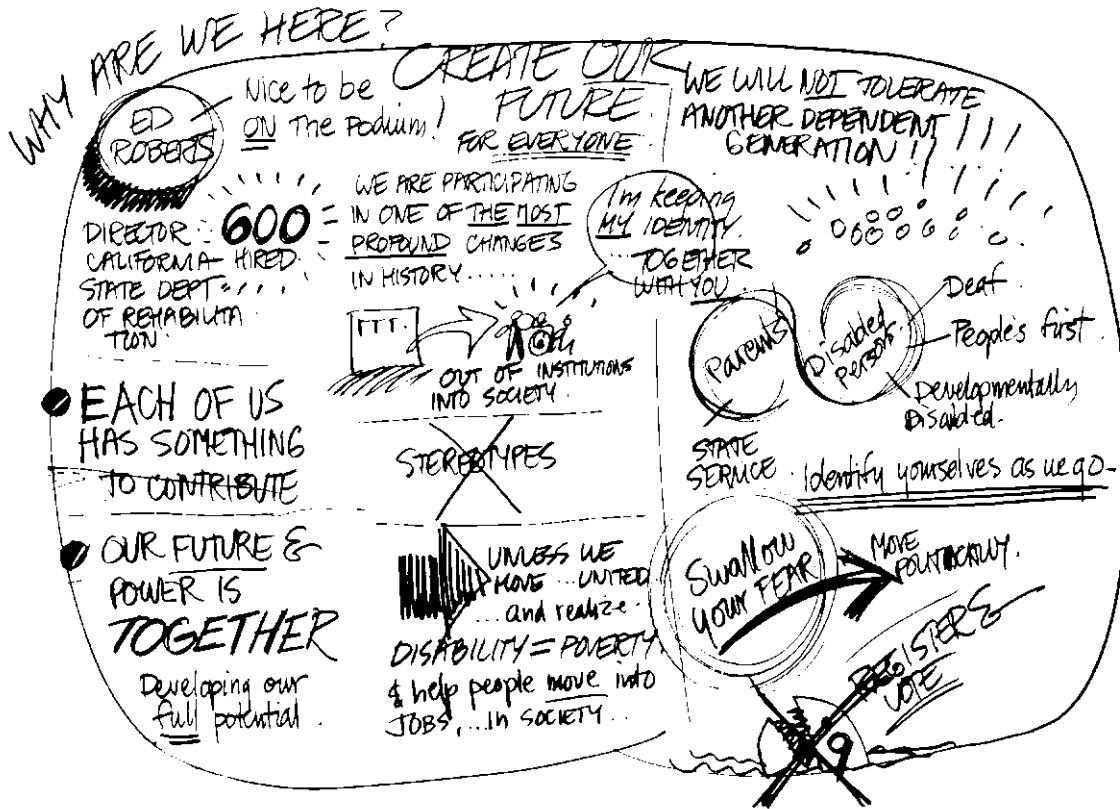 WHY ARE WE HERE?
ED
ROBERTS
Nice to be
ON The Podium!
CREATE OUR
FUTURE
FOR EVERYONE
DIRECTOR
CALIFORNIA
STATE DEPT
OF REHABILITA
TION
600
HIRED
WE ARE PARTICIPATING
IN ONE OF THE MOST
PROFOUND CHANGES
IN HISTORY.....
I'm keeping
MY IDENTITY
...TOGETHER
WITH YOU
OUT OF INSTITUTIONS
INTO SOCIETY
EACH OF US
HAS SOMETHING
TO CONTRIBUTE
STEREOTYPES
OUR FUTURE &
POWER IS
TOGETHER
Developing our
full potential
UNLESS WE
MOVE ...UNITED
...and realize
DISABILITY = POVERTY
& help people move into
JOBS,...in SOCIETY...
WE WILL NOT TOLERATE
ANOTHER DEPENDENT
GENERATION!!
Parents
Disabled
Persons
Deaf
People's first
Developmentally
Disabled.
STATE
SERVICE
Identify yourselves as we go-
Swallow
your FEAR
MOVE
POLITICALLY.
REGISTER &
VOTE